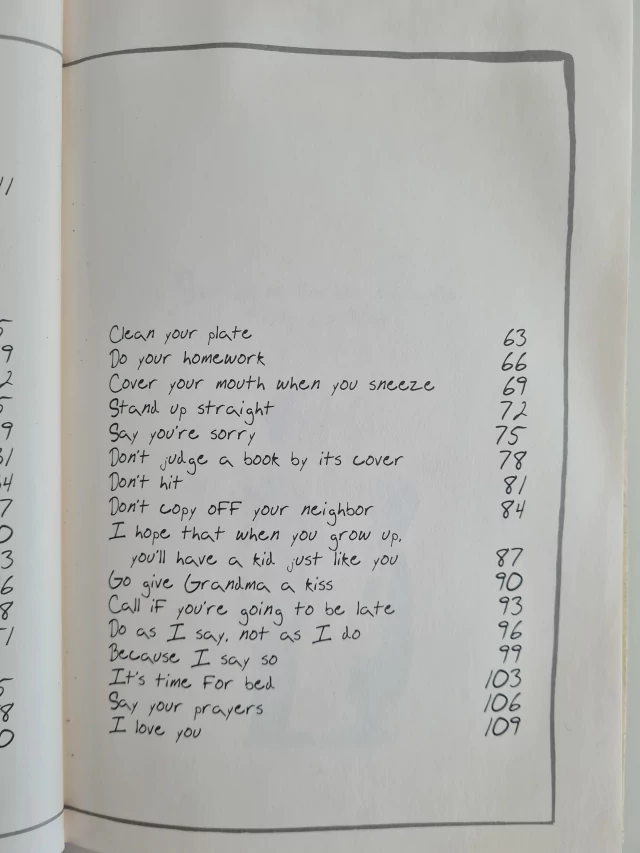 Clean your plate 63
Do your homework 66
Cover your mouth when you sneeze 69
Stand up straight 72
Say you're sorry 75
Don't judge a book by its cover 78
Don't hit 81
Don't copy off your neighbor 84
I hope that when you grow up,
you'll have a kid just like you 87
Go give Grandma a kiss 90
Call if you're going to be late 93
Do as I say, not as I do 96
Because I say so 99
It's time for bed 103
Say your prayers 106
I love you 109